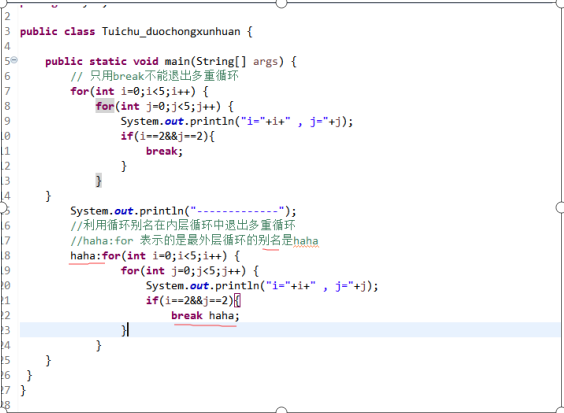 2
3 public class Tuichu_duochongxunhuan {
4
5 public static void main(String[] args) {
6 // 只用break不能退出多重循环
7 for(int i=0;i<5;i++) {
8 for(int j=0;j<5;j++) {
9 System.out.println("i="+i+" , j="+j);
10 if(i==2&&j==2){
11 break;
12 }
13 }
14 }
15 System.out.println("-------------");
16 //利用循环别名在内层循环中退出多重循环
17 //haha:for 表示的是最外层循环的别名是haha
18 haha:for(int i=0;i<5;i++) {
19 for(int j=0;j<5;j++) {
20 System.out.println("i="+i+" , j="+j);
21 if(i==2&&j==2){
22 break haha;
23 }
24 }
25 }
26 }
27 }
28